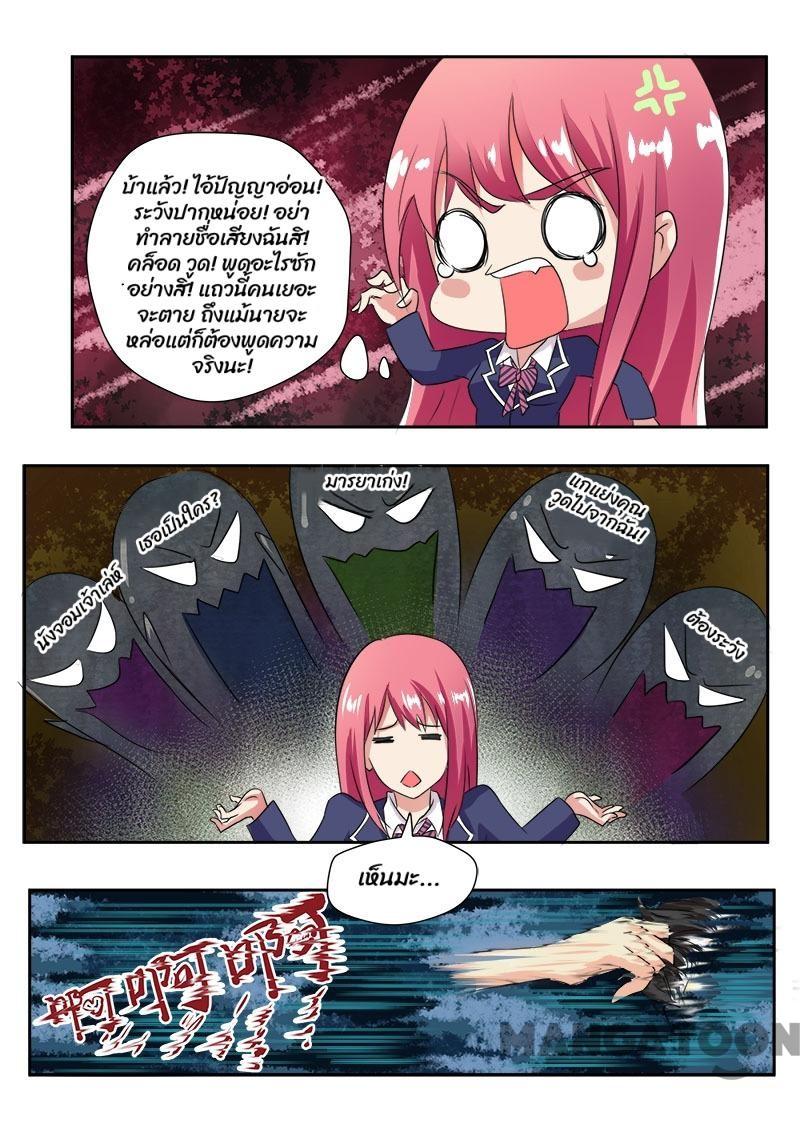 บ้าแล้ว! ไอ้ปัญญาอ่อน!
ระวังปากหน่อย! อย่า
ทำลายชื่อเสียงฉันสิ!
คล็อด วูด! พูดอะไรซัก
อย่างสิ! แถวนี้คนเยอะ
จะตาย ถึงแม้นายจะ
หล่อแต่ก็ต้องพูดความ
จริงนะ!
นังจอมเจ้าเล่ห์
เธอเป็นใคร?
มารยาเก่ง!
แกแย่งคุณ
วูดไปจากฉัน!
ต้องระวัง
เห็นมะ...
MANGATOON